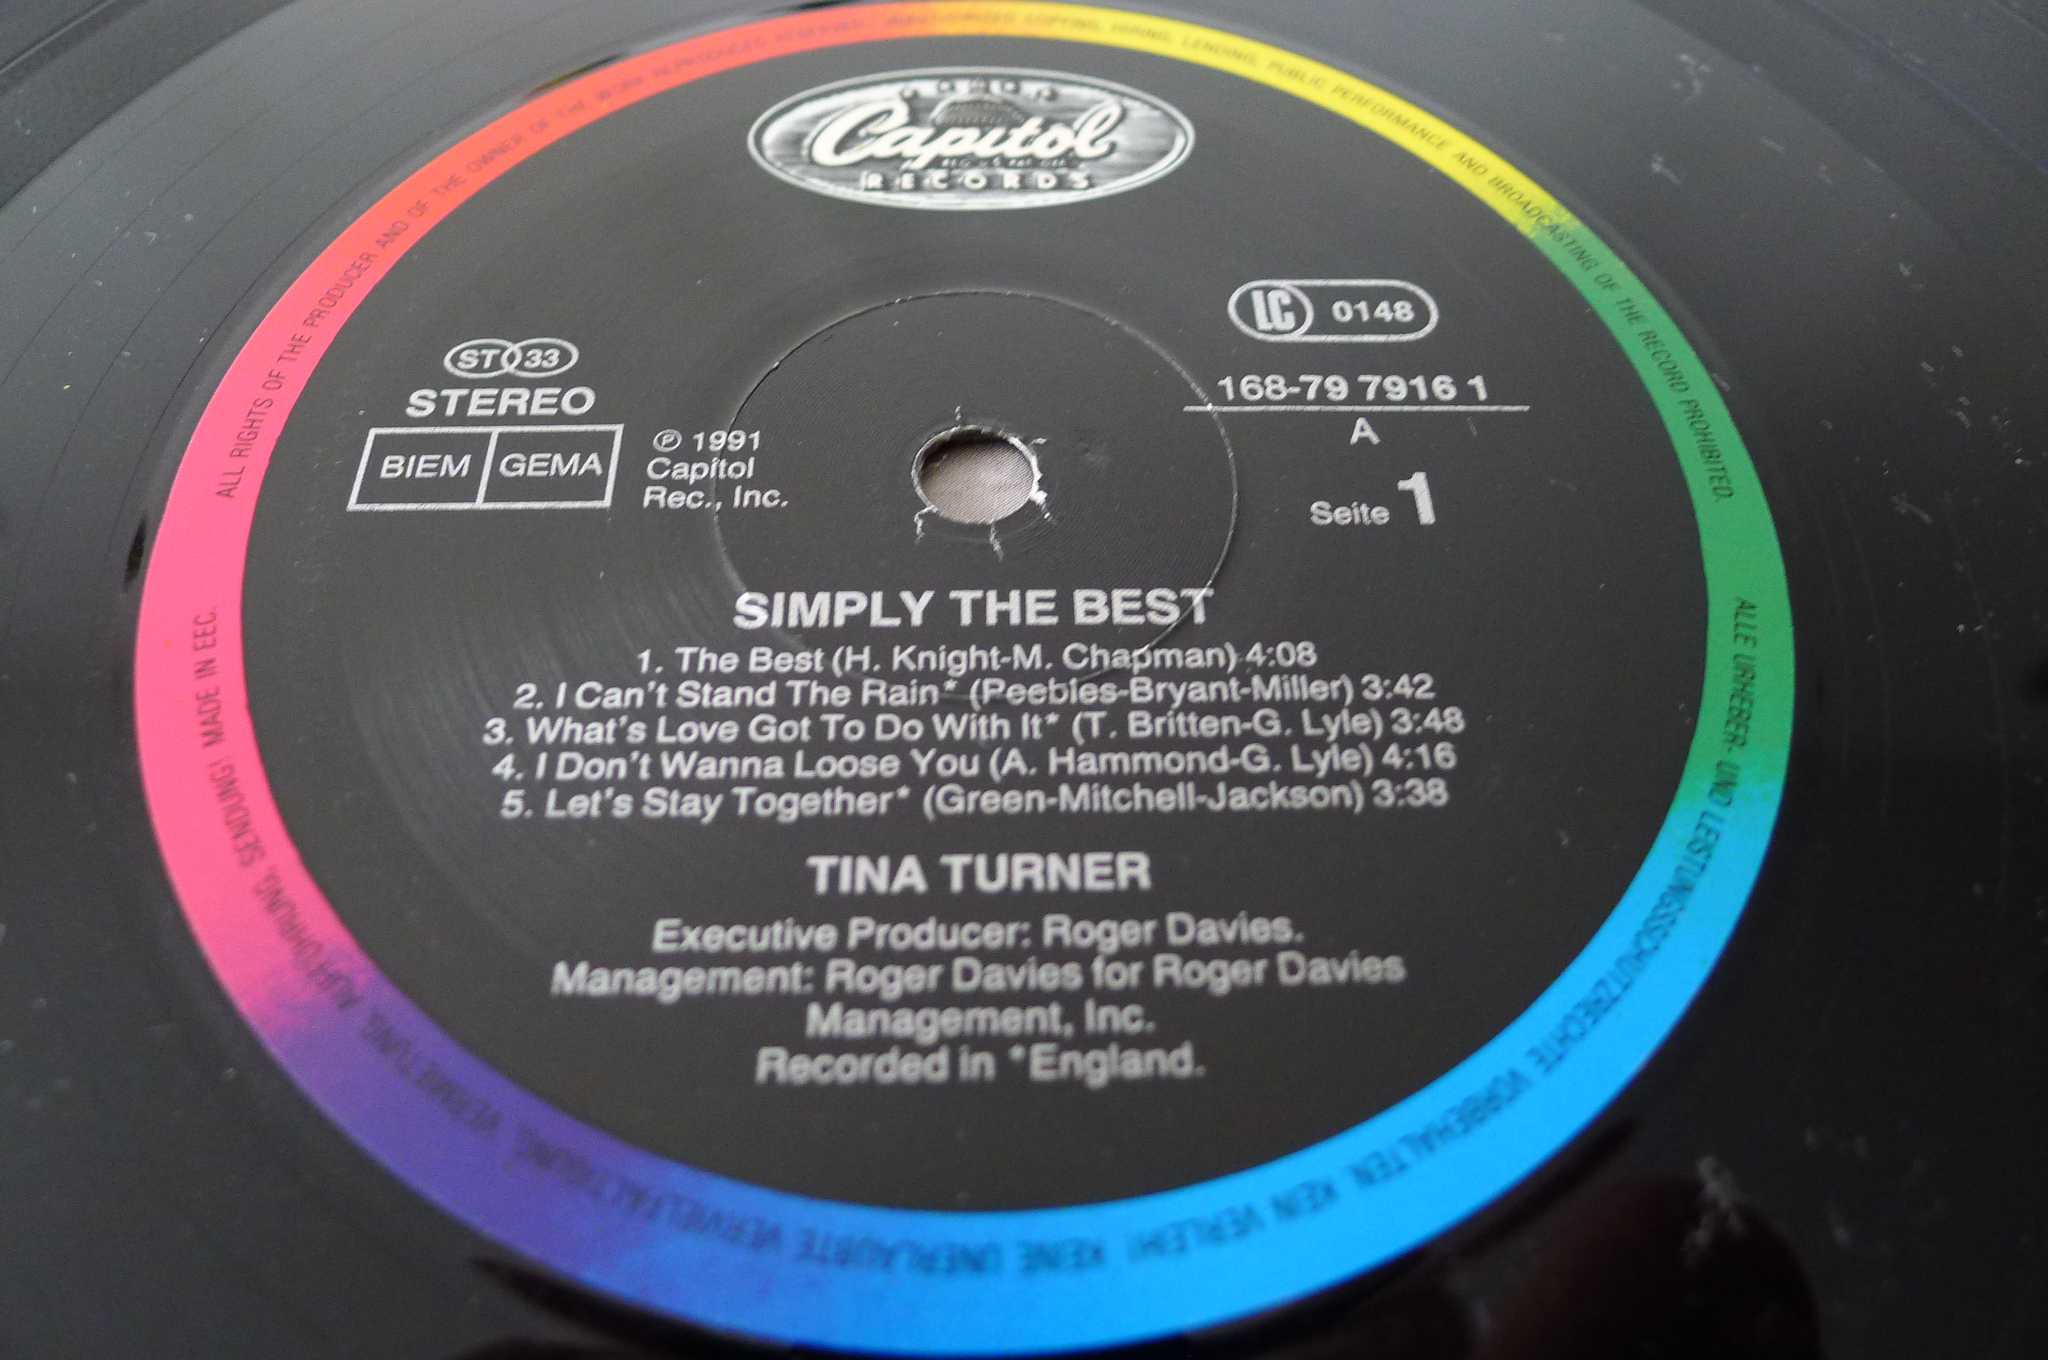 ALL RIGHTS OF THE PRODUCER AND OF THE OWNER OF THE WORK REPRODUCED RESERVED. UNAUTHORIZED COPYING, HIRING, LENDING, PUBLIC PERFORMANCE AND BROADCASTING OF THE RECORD PROHIBITED.
Capitol
RECORDS
LC 0148
168-79 7916 1
A
Seite 1
ST 33
STEREO
BIEM GEMA
℗ 1991
Capitol
Rec., Inc.
SIMPLY THE BEST
1. The Best (H. Knight-M. Chapman) 4:08
2. I Can't Stand The Rain* (Peebles-Bryant-Miller) 3:42
3. What's Love Got To Do With It* (T. Britten-G. Lyle) 3:48
4. I Don't Wanna Loose You (A. Hammond-G. Lyle) 4:16
5. Let's Stay Together* (Green-Mitchell-Jackson) 3:38
TINA TURNER
Executive Producer: Roger Davies.
Management: Roger Davies for Roger Davies
Management, Inc.
Recorded in *England.
ALLE URHEBER- UND LEISTUNGSSCHUTZRECHTE VORBEHALTEN. KEIN VERLEIH! KEINE UNERLAUBTE VERVIELFÄLTIGUNG, VERMIETUNG, AUFFÜHRUNG, SENDUNG! MADE IN EEC.